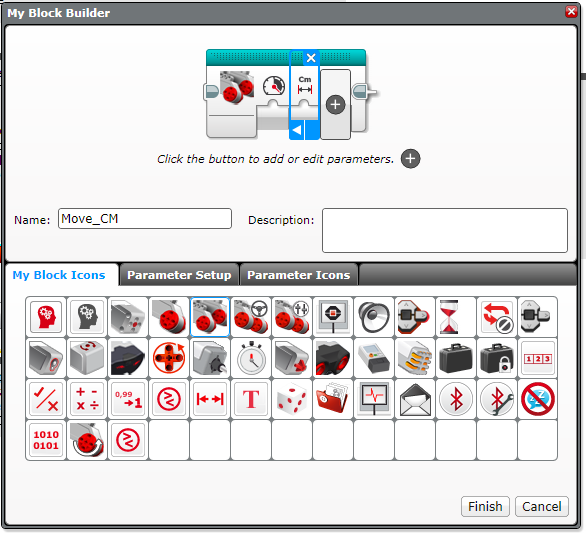 My Block Builder
Cm
Click the button to add or edit parameters.
Name: Move_CM Description:
My Block Icons Parameter Setup Parameter Icons
1 2 3
0,99 1 T
1010
0101
Finish Cancel